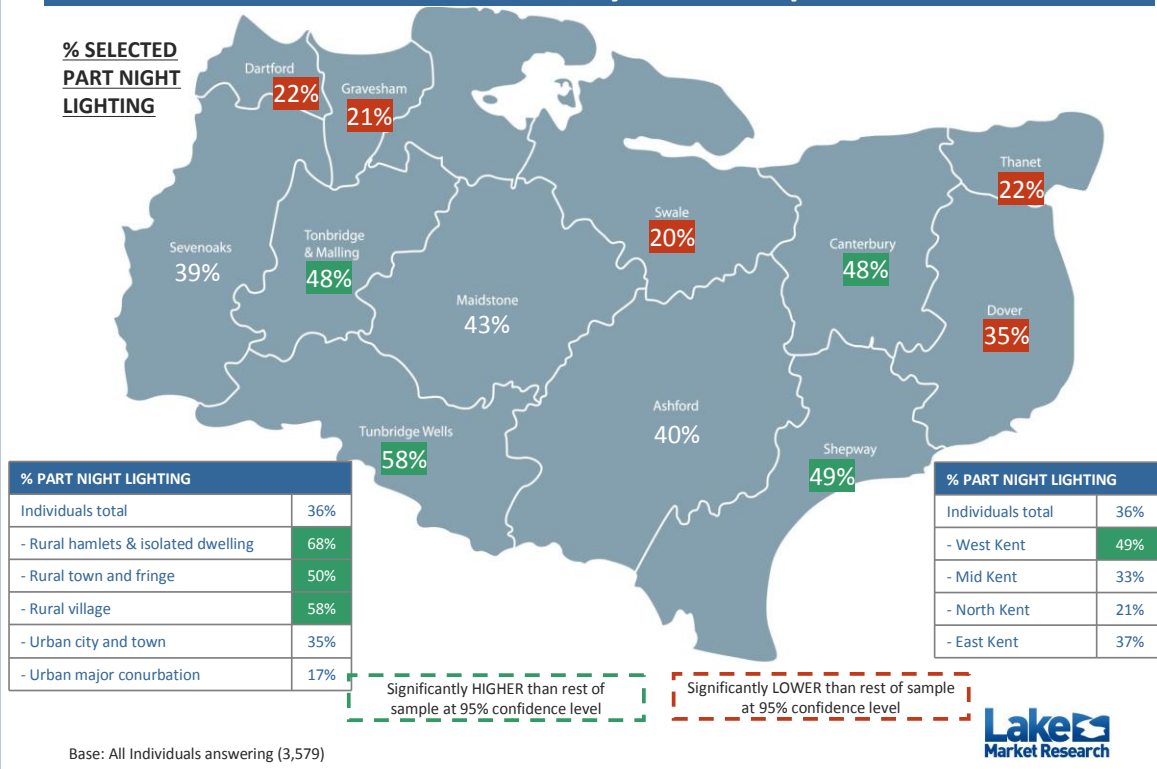 % SELECTED
PART NIGHT
LIGHTING
Dartford
22%
Gravesham
21%
Thanet
22%
Swale
20%
Sevenoaks
39%
Tonbridge
& Malling
48%
Canterbury
48%
Maidstone
43%
Dover
35%
Ashford
40%
Tunbridge Wells
58%
Shepway
49%
% PART NIGHT LIGHTING
Individuals total 36%
- Rural hamlets & isolated dwelling 68%
- Rural town and fringe 50%
- Rural village 58%
- Urban city and town 35%
- Urban major conurbation 17%
% PART NIGHT LIGHTING
Individuals total 36%
- West Kent 49%
- Mid Kent 33%
- North Kent 21%
- East Kent 37%
Significantly HIGHER than rest of
sample at 95% confidence level
Significantly LOWER than rest of sample
at 95% confidence level
Lake
Market Research
Base: All Individuals answering (3,579)